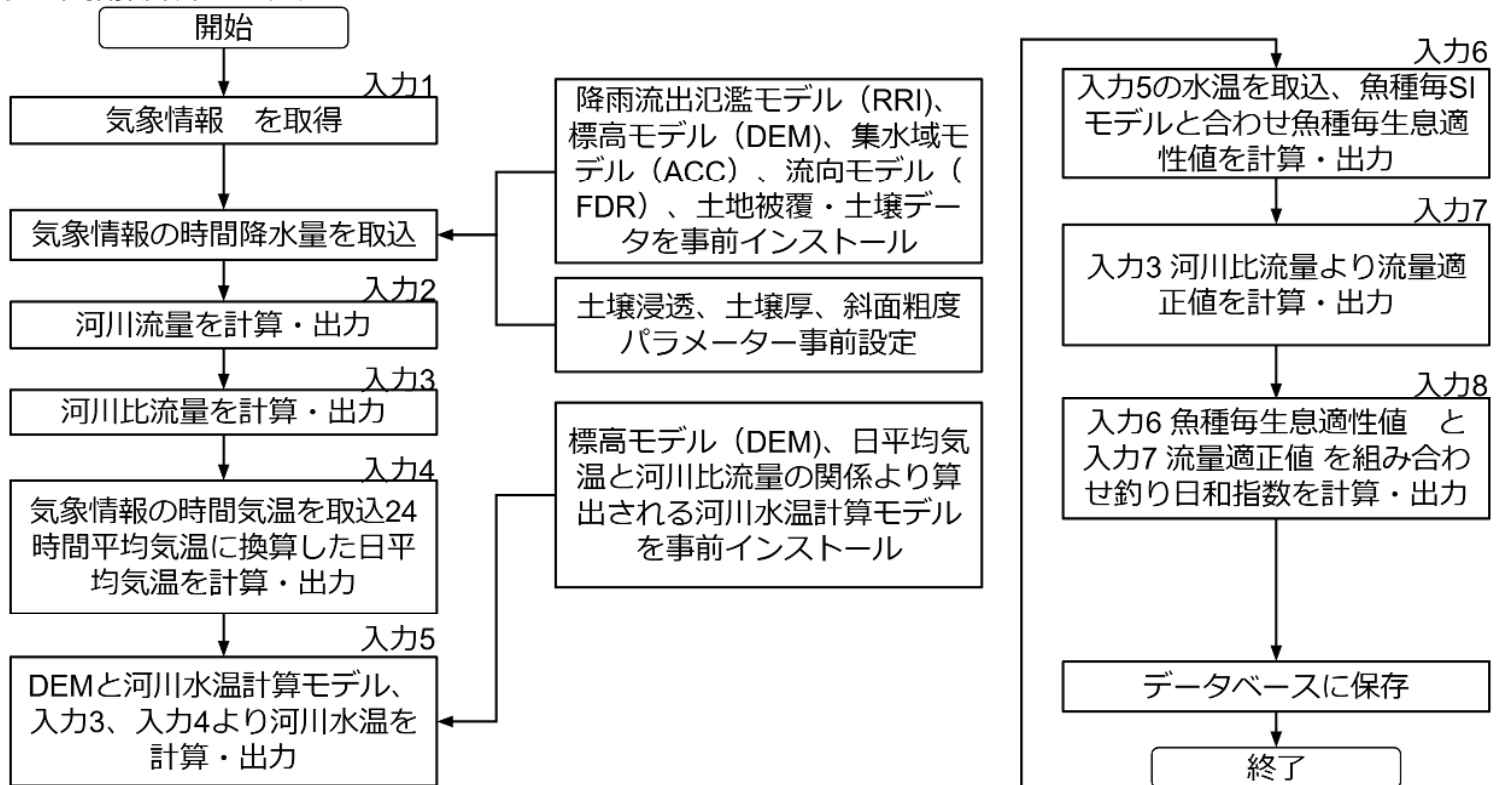 開始
入力1
気象情報　を取得
気象情報の時間降水量を取込
入力2
河川流量を計算・出力
入力3
河川比流量を計算・出力
入力4
気象情報の時間気温を取込24
時間平均気温に換算した日平
均気温を計算・出力
入力5
DEMと河川水温計算モデル、
入力3、入力4より河川水温を
計算・出力
降雨流出氾濫モデル（RRI)、
標高モデル（DEM)、集水域モ
デル（ACC）、流向モデル（
FDR）、土地被覆・土壌デー
タを事前インストール
土壌浸透、土壌厚、斜面粗度
パラメーター事前設定
標高モデル（DEM)、日平均気
温と河川比流量の関係より算
出される河川水温計算モデル
を事前インストール
入力6
入力5の水温を取込、魚種毎SI
モデルと合わせ魚種毎生息適
性値を計算・出力
入力7
入力3 河川比流量より流量適
正値を計算・出力
入力8
入力6 魚種毎生息適性値　と
入力7 流量適正値 を組み合わ
せ釣り日和指数を計算・出力
データベースに保存
終了